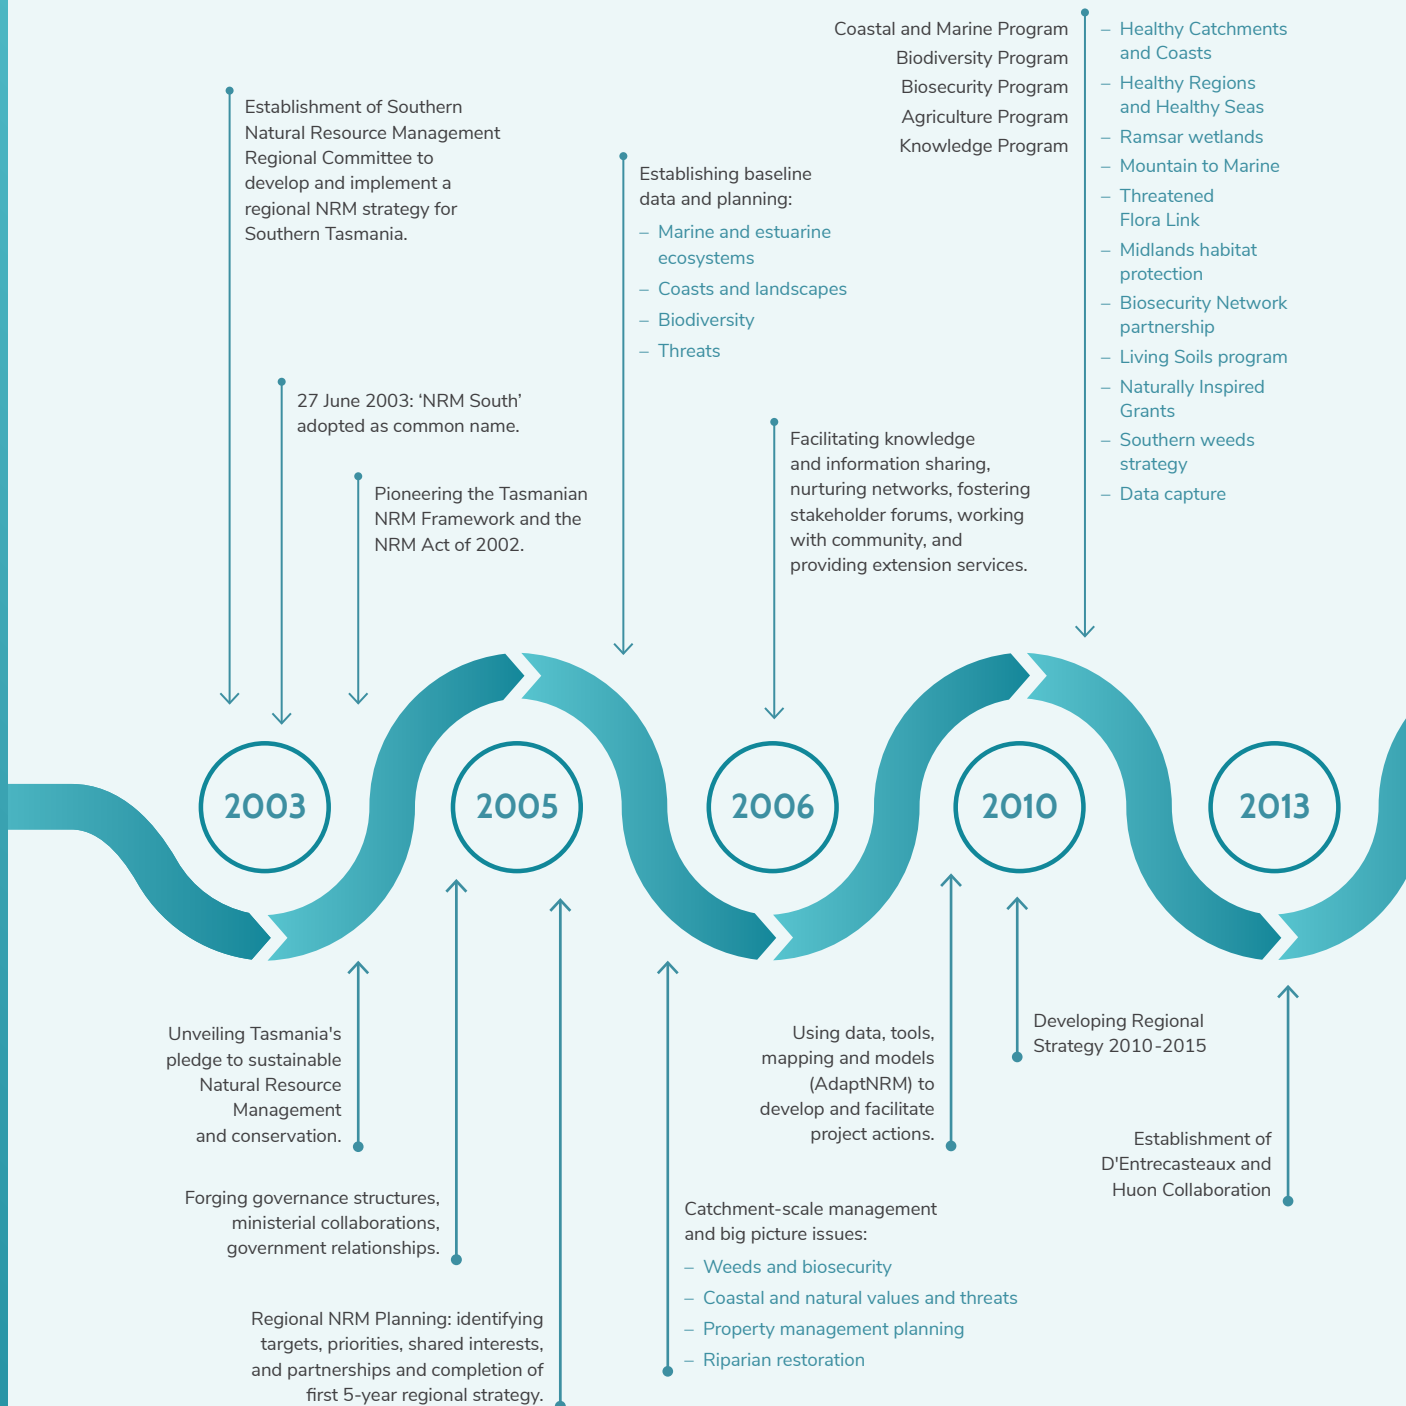 Coastal and Marine Program
Biodiversity Program
Biosecurity Program
Agriculture Program
Knowledge Program
– Healthy Catchments
and Coasts
– Healthy Regions
and Healthy Seas
– Ramsar wetlands
– Mountain to Marine
– Threatened
Flora Link
– Midlands habitat
protection
– Biosecurity Network
partnership
– Living Soils program
– Naturally Inspired
Grants
– Southern weeds
strategy
– Data capture
Establishment of Southern
Natural Resource Management
Regional Committee to
develop and implement a
regional NRM strategy for
Southern Tasmania.
Establishing baseline
data and planning:
– Marine and estuarine
ecosystems
– Coasts and landscapes
– Biodiversity
– Threats
27 June 2003: ‘NRM South’
adopted as common name.
Pioneering the Tasmanian
NRM Framework and the
NRM Act of 2002.
Facilitating knowledge
and information sharing,
nurturing networks, fostering
stakeholder forums, working
with community, and
providing extension services.
2003
2005
2006
2010
2013
Unveiling Tasmania's
pledge to sustainable
Natural Resource
Management
and conservation.
Forging governance structures,
ministerial collaborations,
government relationships.
Regional NRM Planning: identifying
targets, priorities, shared interests,
and partnerships and completion of
first 5-year regional strategy.
Using data, tools,
mapping and models
(AdaptNRM) to
develop and facilitate
project actions.
Developing Regional
Strategy 2010-2015
Establishment of
D'Entrecasteaux and
Huon Collaboration
Catchment-scale management
and big picture issues:
– Weeds and biosecurity
– Coastal and natural values and threats
– Property management planning
– Riparian restoration